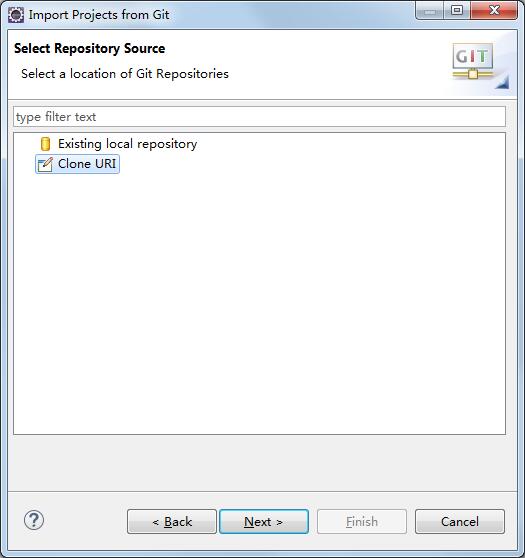 Import Projects from Git
Select Repository Source
Select a location of Git Repositories
GIT
type filter text
Existing local repository
Clone URI
?
< Back
Next >
Finish
Cancel